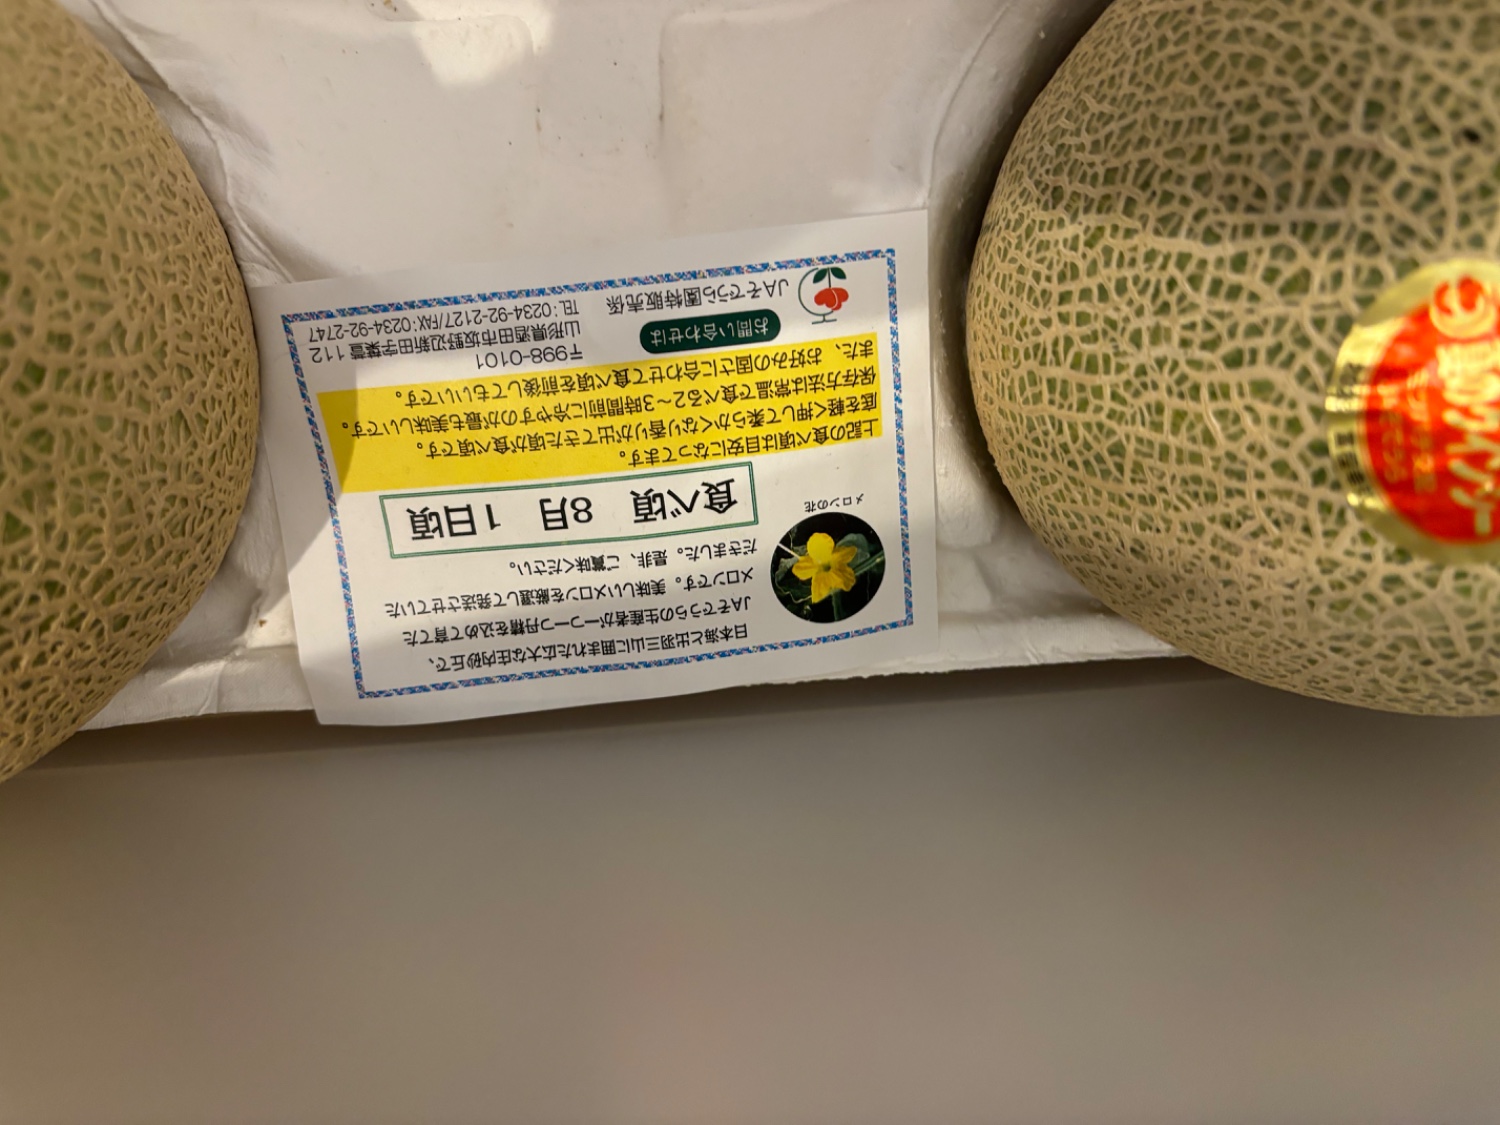 日本海と出羽三山に囲まれた広大な庄内砂丘で、
JAそでうらの生産者が一つ一つ丹精を込めて育てた
メロンです。美味しいメロンを厳選して発送させていた
だきました。是非、ご賞味ください。
メロンの花
食べ頃 8月 1日頃
上記の食べ頃は目安になってます。
底を軽く押して柔らかくなり香りが出てきた頃が食べ頃です。
保存方法は常温で食べる2～3時間前に冷やすのが最も美味しいです。
また、お好みの固さに合わせて食べ頃を前後してもいいです。
お問い合わせは
JAそでうら園特販売係
〒998-0101
山形県酒田市坂野辺新田字葉萱112
TEL:0234-92-2127/FAX:0234-92-2747